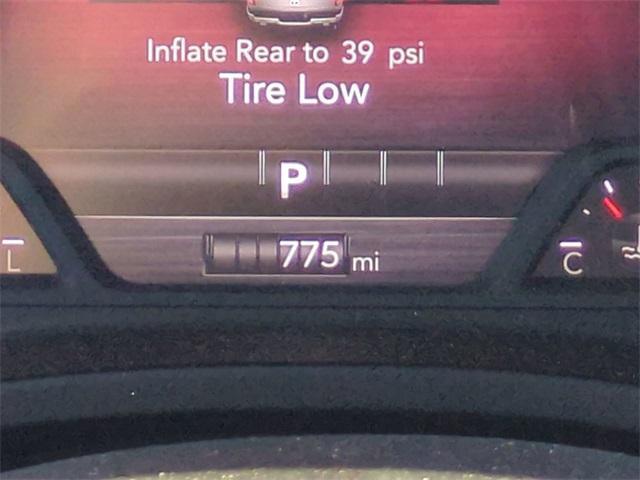 Inflate Rear to 39 psi
Tire Low
P
775 mi
L
C